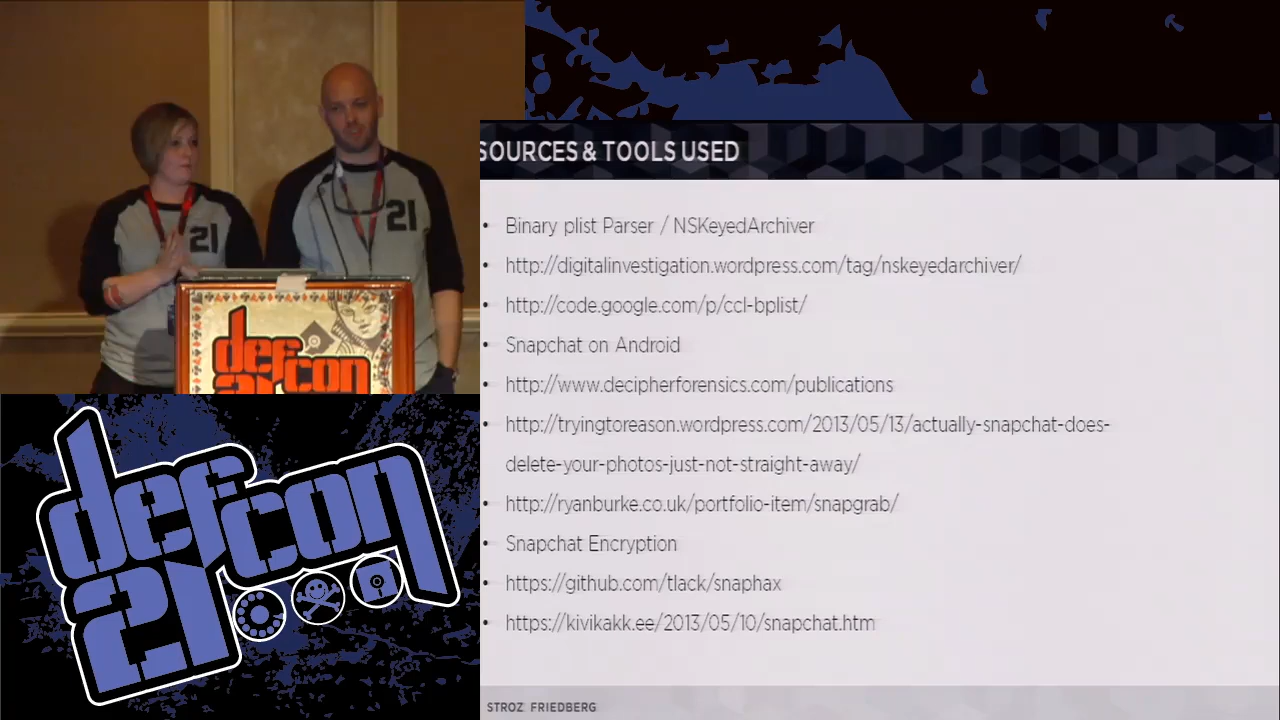 21
21
defcon
SOURCES & TOOLS USED
• Binary plist Parser / NSKeyedArchiver
• http://digitalinvestigation.wordpress.com/tag/nskeyedarchiver/
• http://code.google.com/p/ccl-bplist/
• Snapchat on Android
• http://www.decipherforensics.com/publications
• http://tryingtoreason.wordpress.com/2013/05/13/actually-snapchat-does-
delete-your-photos-just-not-straight-away/
• http://ryanburke.co.uk/portfolio-item/snapgrab/
• Snapchat Encryption
• https://github.com/tlack/snaphax
• https://kivikakk.ee/2013/05/10/snapchat.htm
STROZ FRIEDBERG
defcon
21